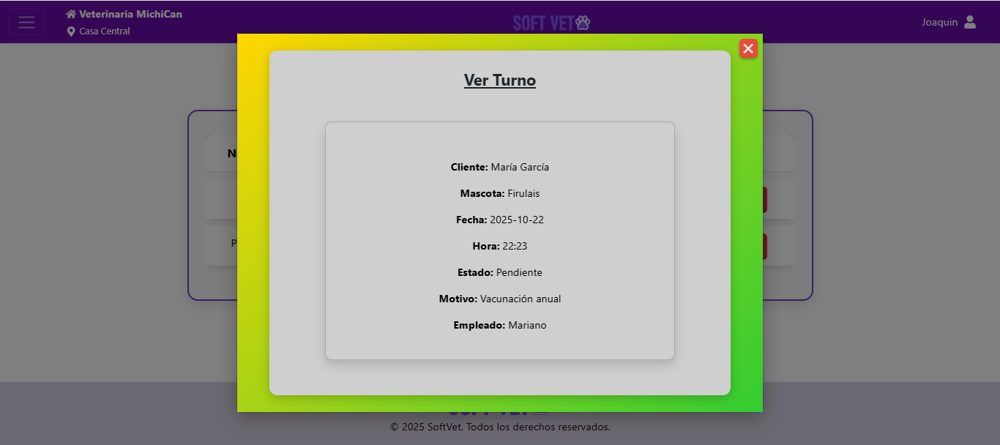 Veterinaria MichiCan
Casa Central
SOFT VET
Joaquin
Ver Turno
Cliente: María García
Mascota: Firulais
Fecha: 2025-10-22
Hora: 22:23
Estado: Pendiente
Motivo: Vacunación anual
Empleado: Mariano
© 2025 SoftVet. Todos los derechos reservados.